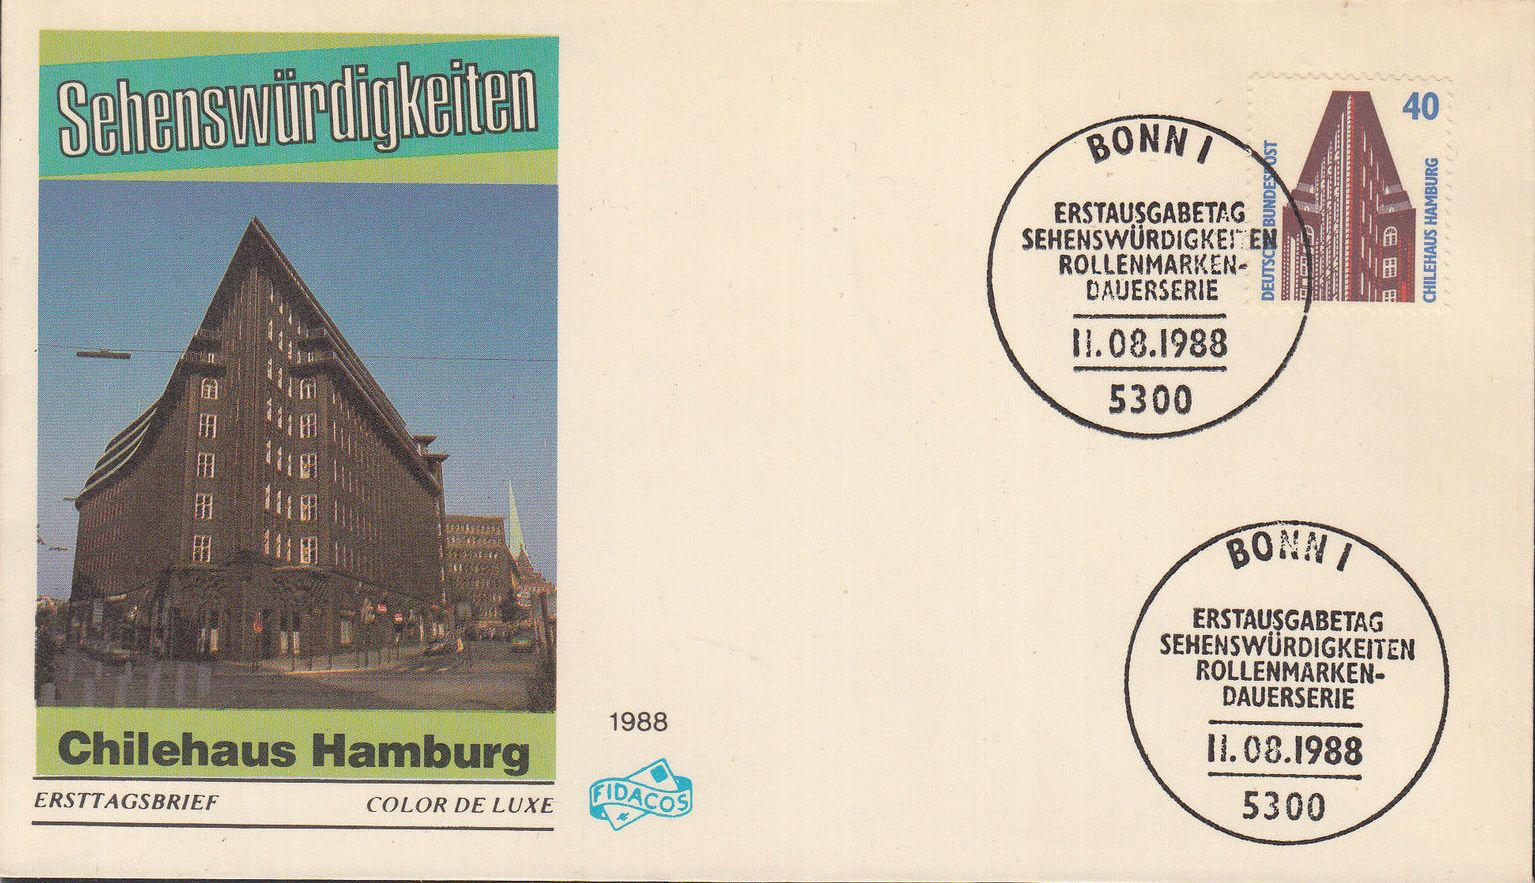 Sehenswürdigkeiten
Chilehaus Hamburg
ERSTTAGSBRIEF COLOR DE LUXE
1988
FIDACOS
40
DEUTSCHE BUNDESPOST
CHILEHAUS HAMBURG
BONN 1
ERSTAUSGABETAG
SEHENSWÜRDIGKEITEN
ROLLENMARKEN-
DAUERSERIE
11.08.1988
5300
BONN 1
ERSTAUSGABETAG
SEHENSWÜRDIGKEITEN
ROLLENMARKEN-
DAUERSERIE
11.08.1988
5300